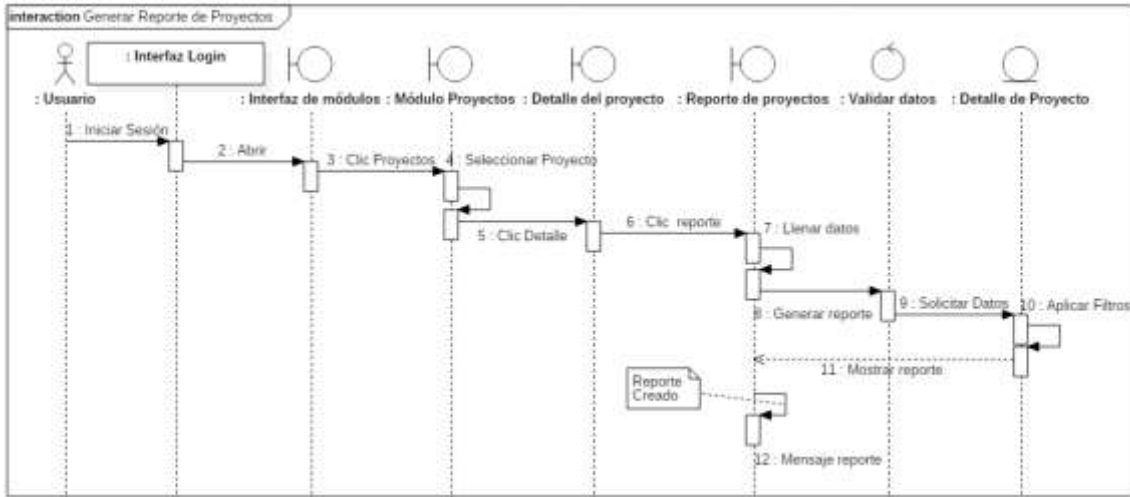 interaction Generar Reporte de Proyectos
: Interfaz Login
: Usuario
: Interfaz de módulos
: Módulo Proyectos
: Detalle del proyecto
: Reporte de proyectos
: Validar datos
: Detalle de Proyecto
1 : Iniciar Sesión
2 : Abrir
3 : Clic Proyectos
4 : Seleccionar Proyecto
5 : Clic Detalle
6 : Clic reporte
7 : Llenar datos
8 : Generar reporte
9 : Solicitar Datos
10 : Aplicar Filtros
11 : Mostrar reporte
Reporte
Creado
12 : Mensaje reporte